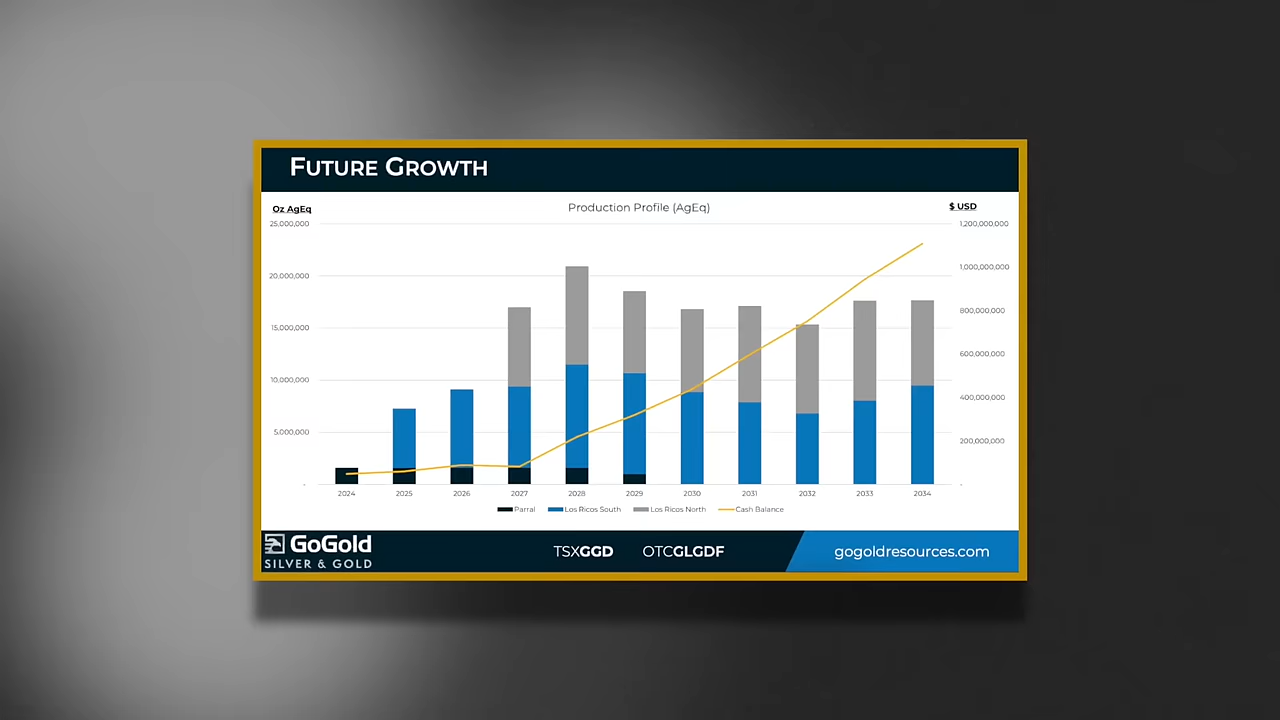 FUTURE GROWTH
Oz AgEq
Production Profile (AgEq)
$ USD
25,000,000
1,200,000,000
20,000,000
1,000,000,000
15,000,000
800,000,000
10,000,000
600,000,000
5,000,000
400,000,000
200,000,000
-
-
2024 2025 2026 2027 2028 2029 2030 2031 2032 2033 2034
Parral Los Ricos South Los Ricos North Cash Balance
GoGold
SILVER & GOLD
TSXGGD OTCGLGDF
gogoldresources.com